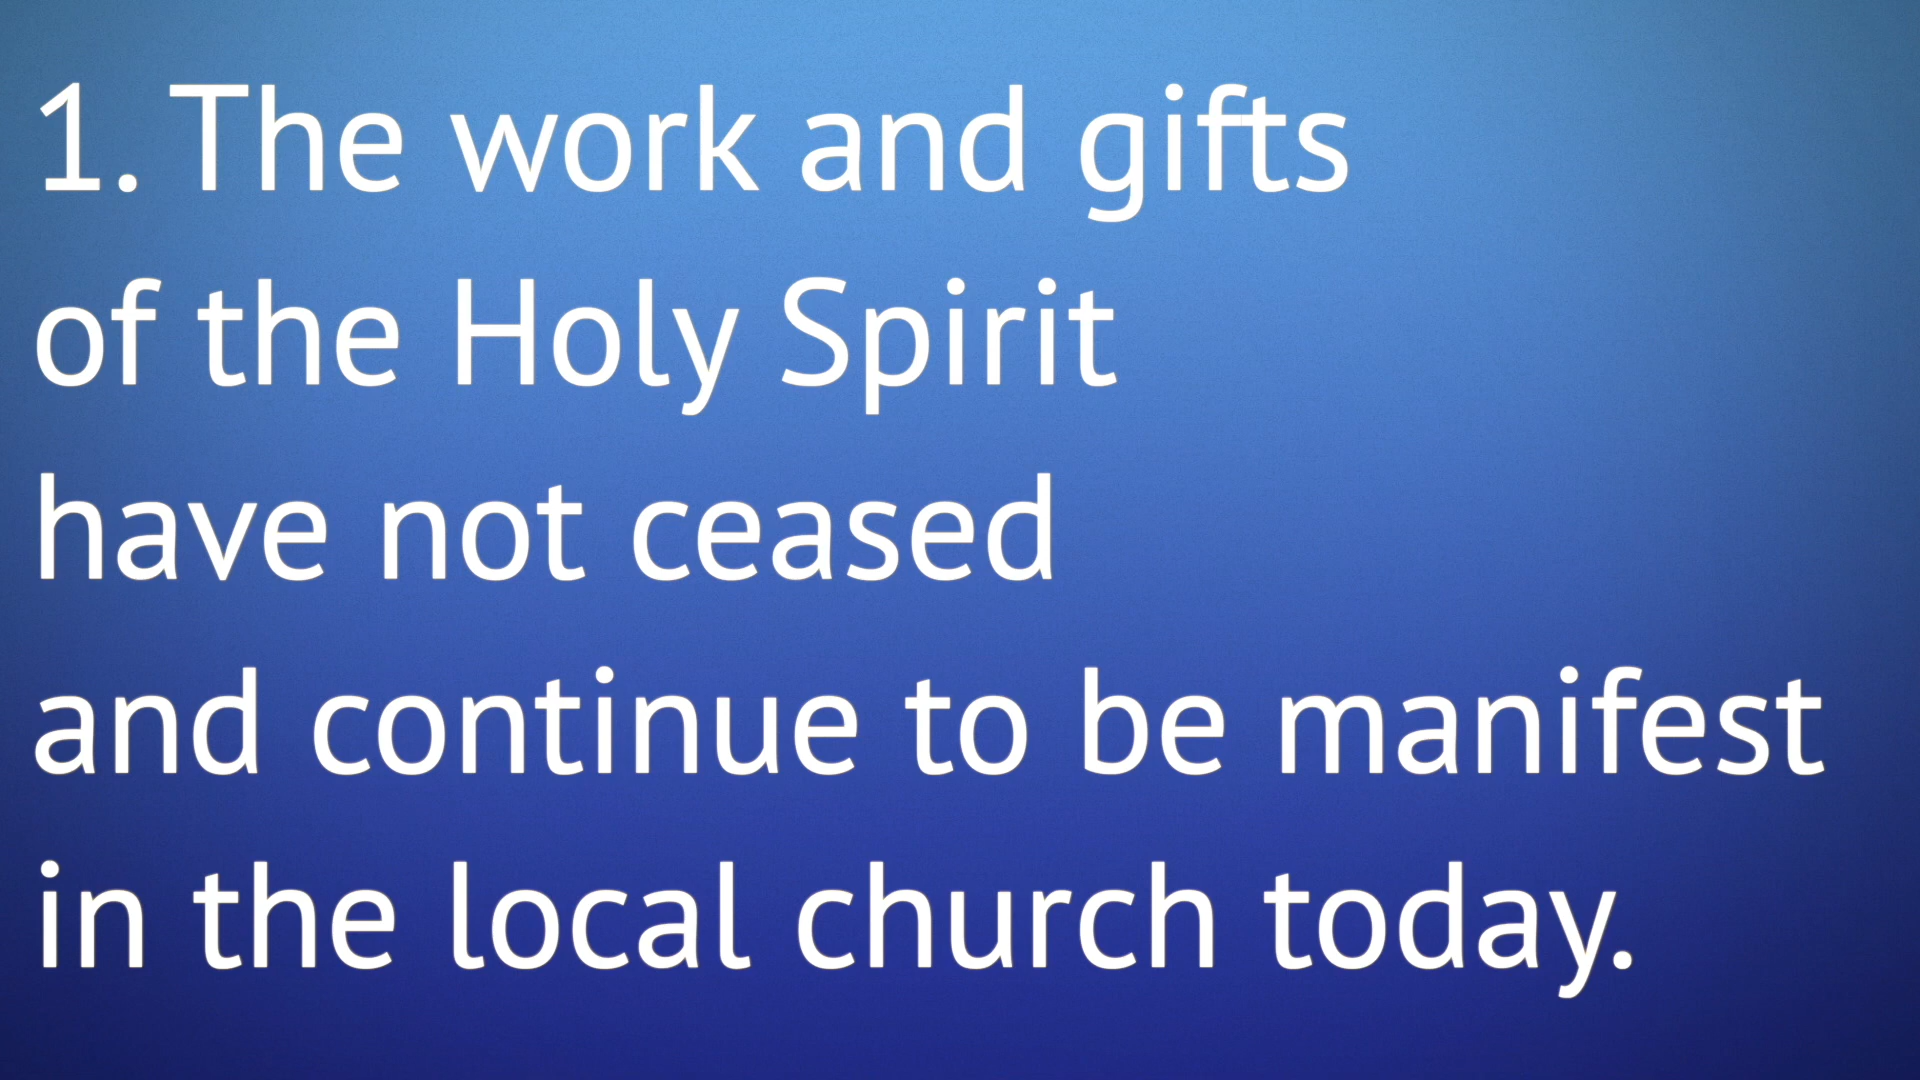 1. The work and gifts
of the Holy Spirit
have not ceased
and continue to be manifest
in the local church today.